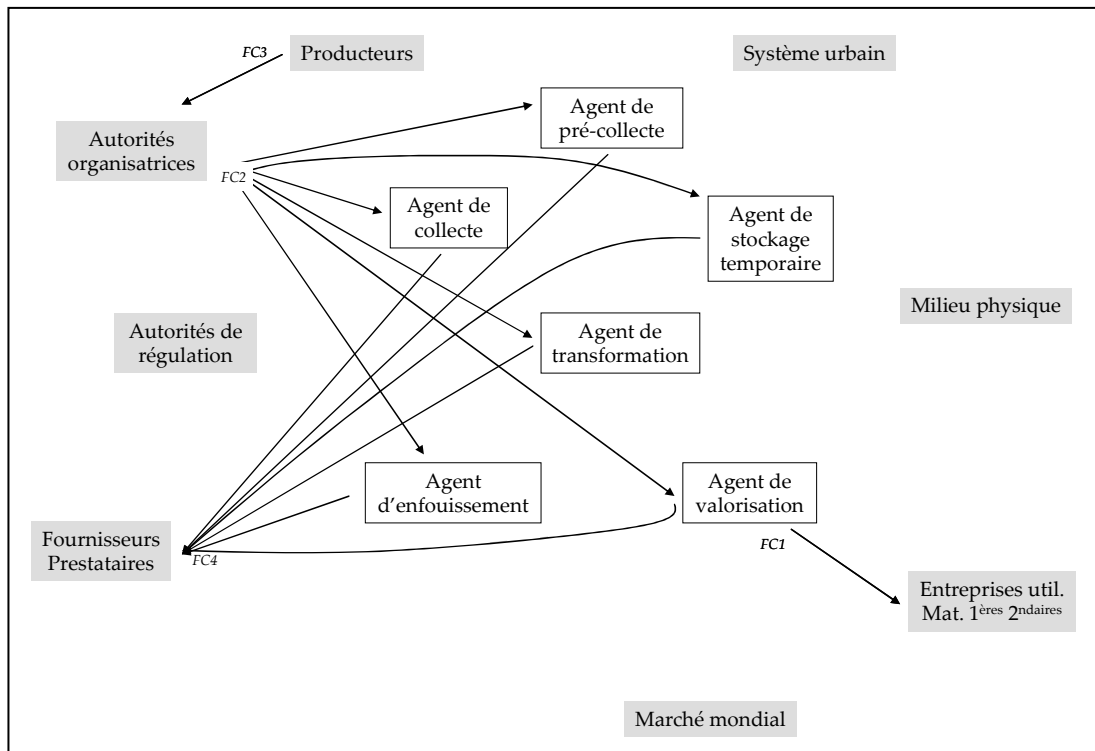 FC3
Producteurs
Système urbain
Agent de
pré-collecte
Autorités
organisatrices
FC2
Agent de
collecte
Agent de
stockage
temporaire
Milieu physique
Autorités de
régulation
Agent de
transformation
Agent
d'enfouissement
Agent de
valorisation
Fournisseurs
Prestataires
FC4
FC1
Entreprises util.
Mat. 1ères 2ndaires
Marché mondial